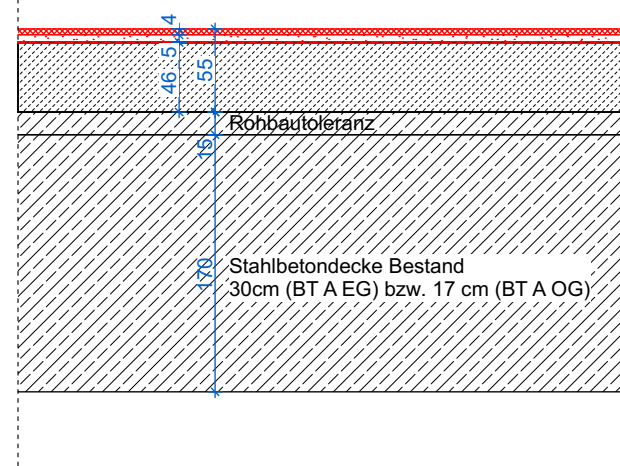 4
5
46
55
Rohbautoleranz
15
170
Stahlbetondecke Bestand
30cm (BT A EG) bzw. 17 cm (BT A OG)